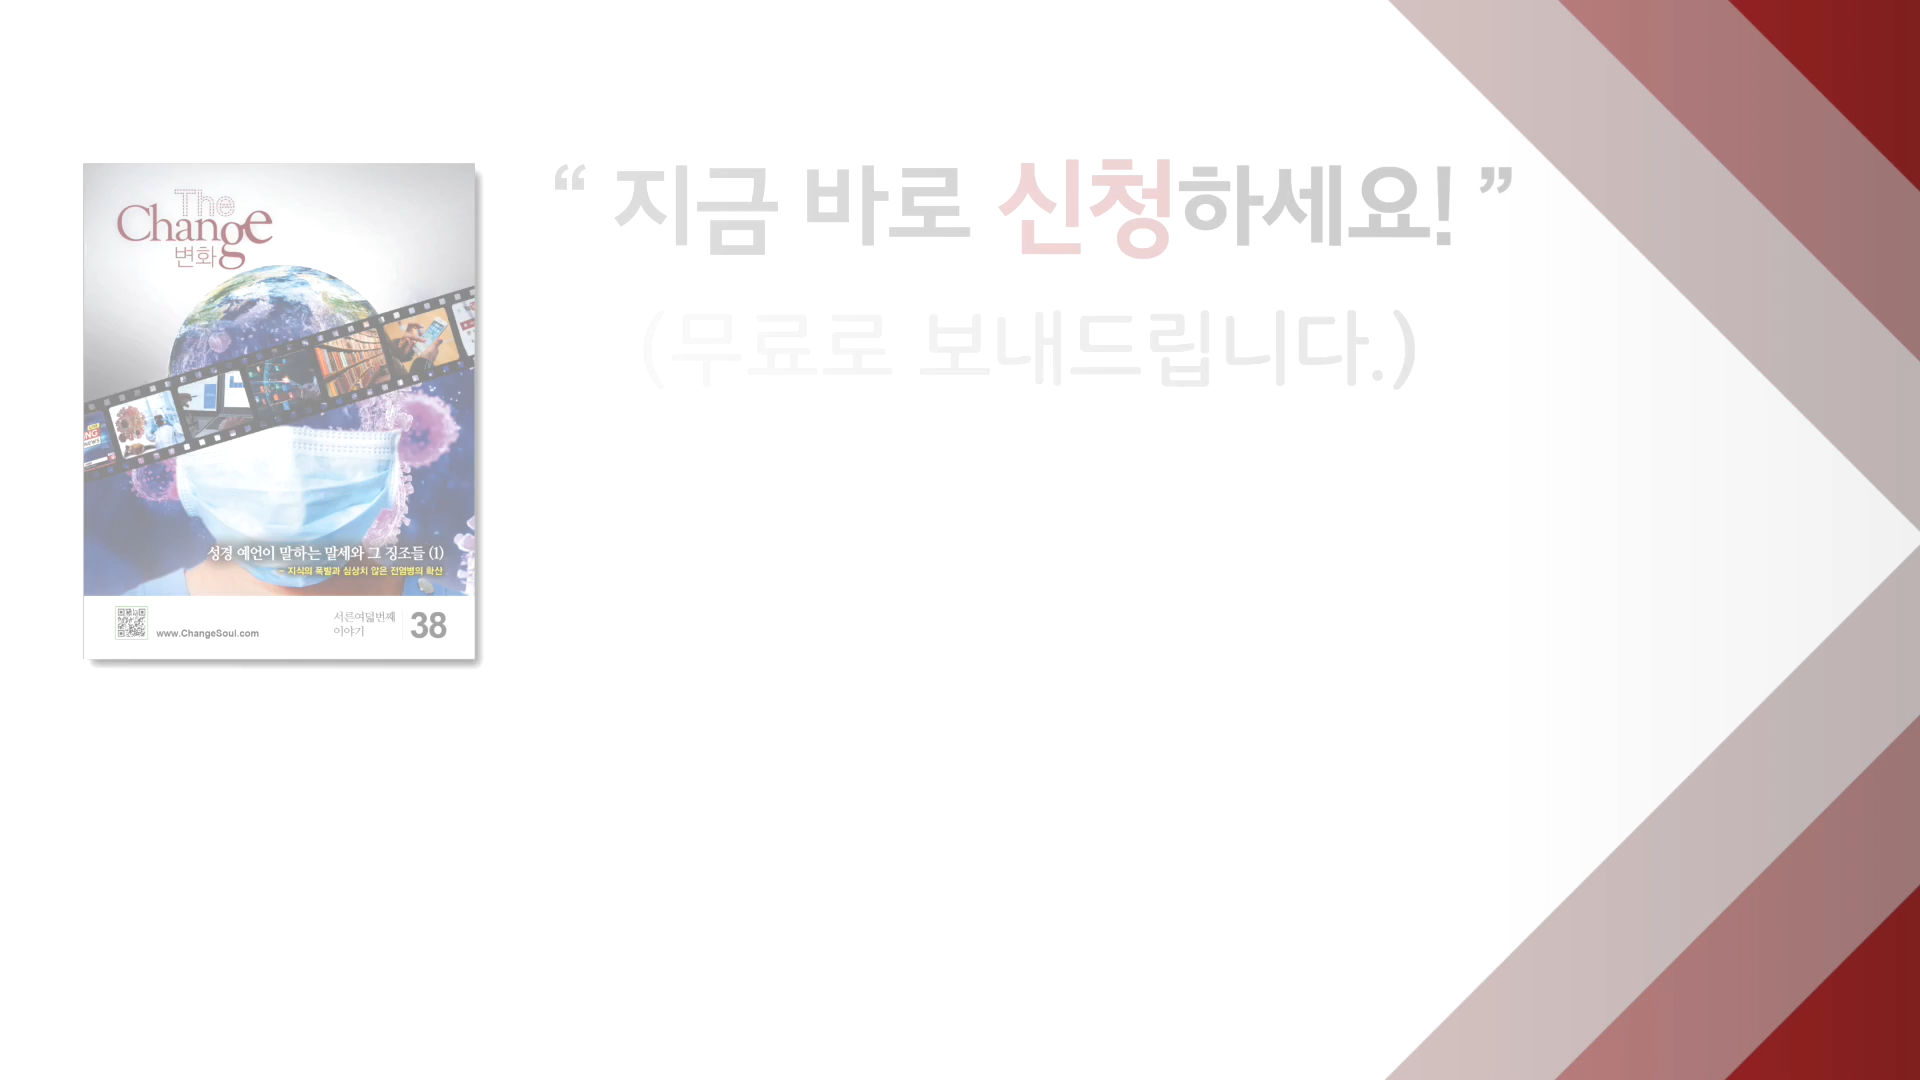 “ 지금 바로 신청하세요! ”
(무료로 보내드립니다.)
The
Change
변화
성경 예언이 말하는 말세와 그 징조들 (1)
- 지식의 폭발과 심상치 않은 전염병의 확산
www.ChangeSoul.com
서른여덟번째
이야기
38